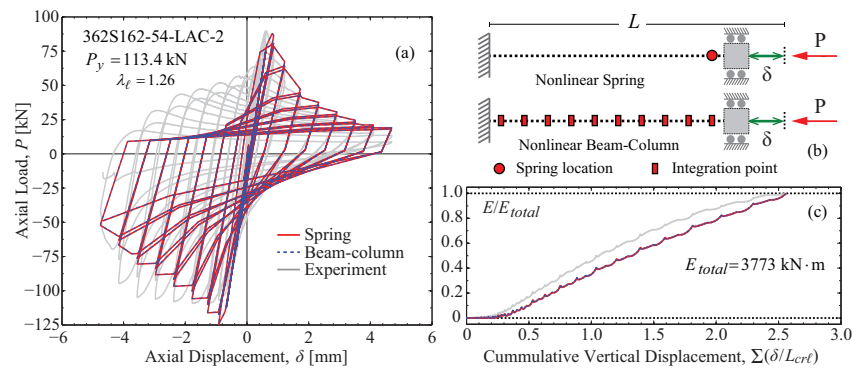 362S162-54-LAC-2
P_y = 113.4 kN
λ_ℓ = 1.26
(a)
Axial Load, P [kN]
100
75
50
25
0
-25
-50
-75
-100
-125
Spring
Beam-column
Experiment
-6 -4 -2 0 2 4 6
Axial Displacement, δ [mm]
L
P
δ
Nonlinear Spring
P
δ
Nonlinear Beam-Column
(b)
Spring location
Integration point
1.0
0.8
0.6
0.4
0.2
0
E/E_total
(c)
E_total=3773 kN·m
0 0.5 1.0 1.5 2.0 2.5 3.0
Cummulative Vertical Displacement, Σ(δ/L_crℓ)